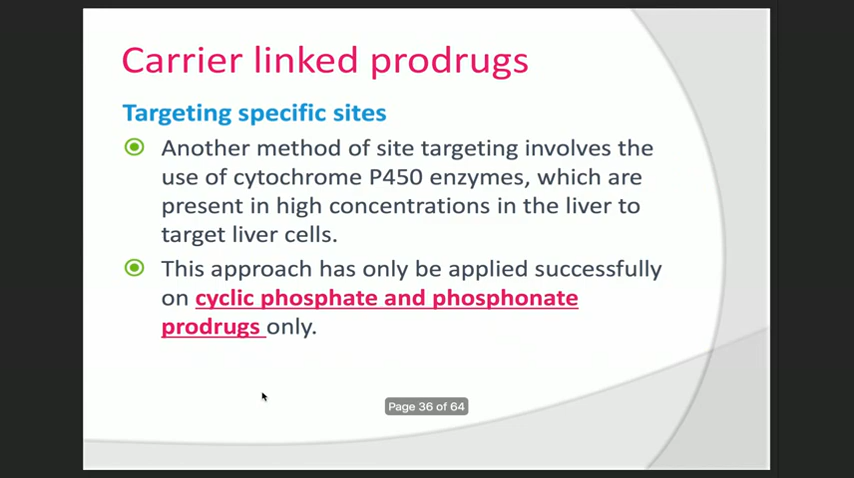 Carrier linked prodrugs
Targeting specific sites
Another method of site targeting involves the
use of cytochrome P450 enzymes, which are
present in high concentrations in the liver to
target liver cells.
This approach has only be applied successfully
on cyclic phosphate and phosphonate
prodrugs only.
Page 36 of 64